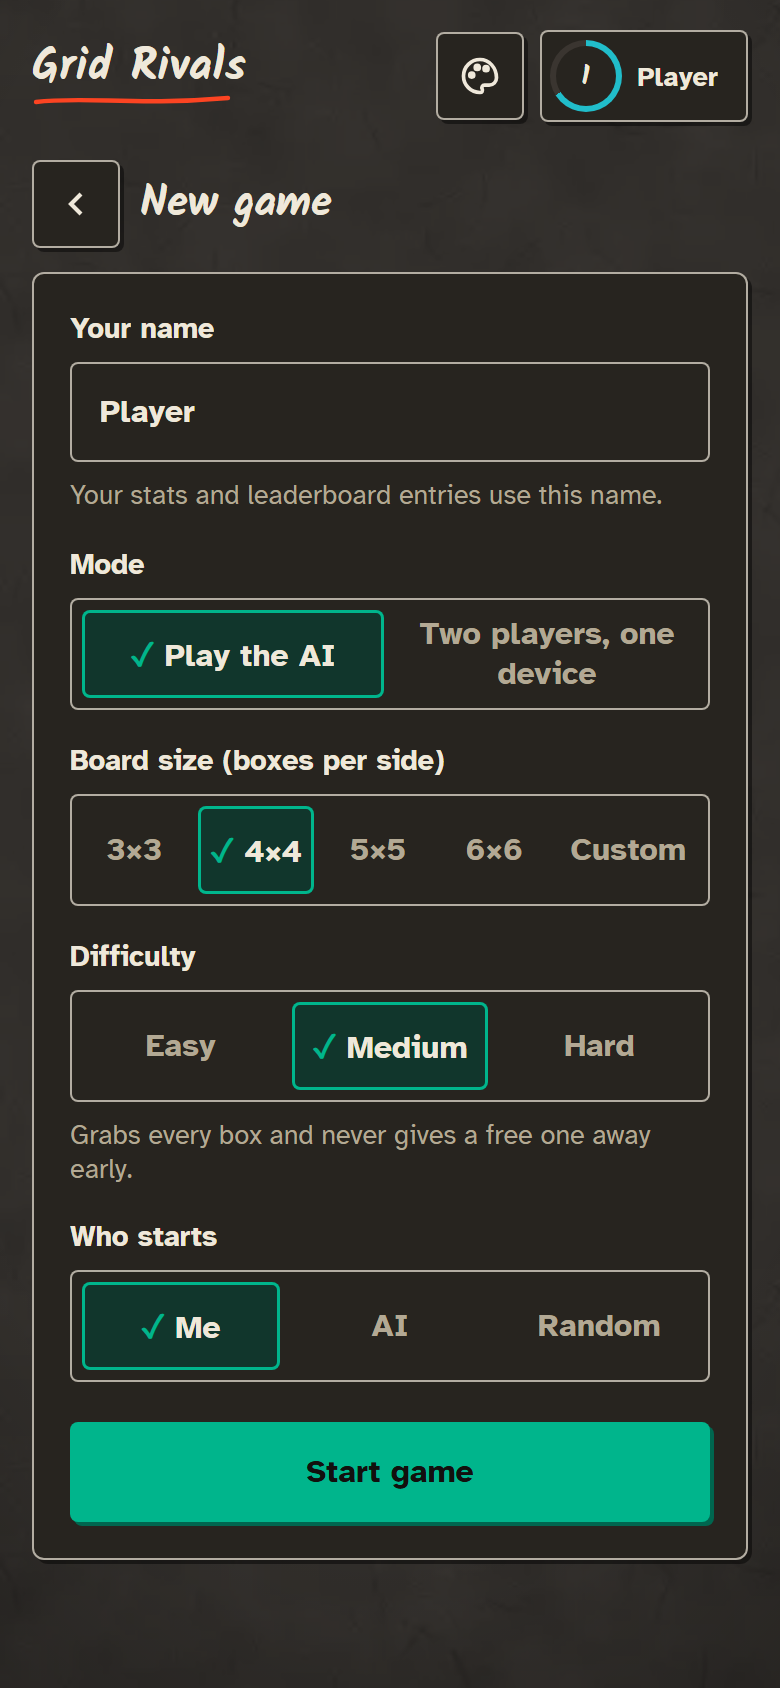 Grid Rivals
1 Player
New game
Your name
Player
Your stats and leaderboard entries use this name.
Mode
✓ Play the AI
Two players, one
device
Board size (boxes per side)
3×3 ✓ 4×4 5×5 6×6 Custom
Difficulty
Easy ✓ Medium Hard
Grabs every box and never gives a free one away
early.
Who starts
✓ Me AI Random
Start game